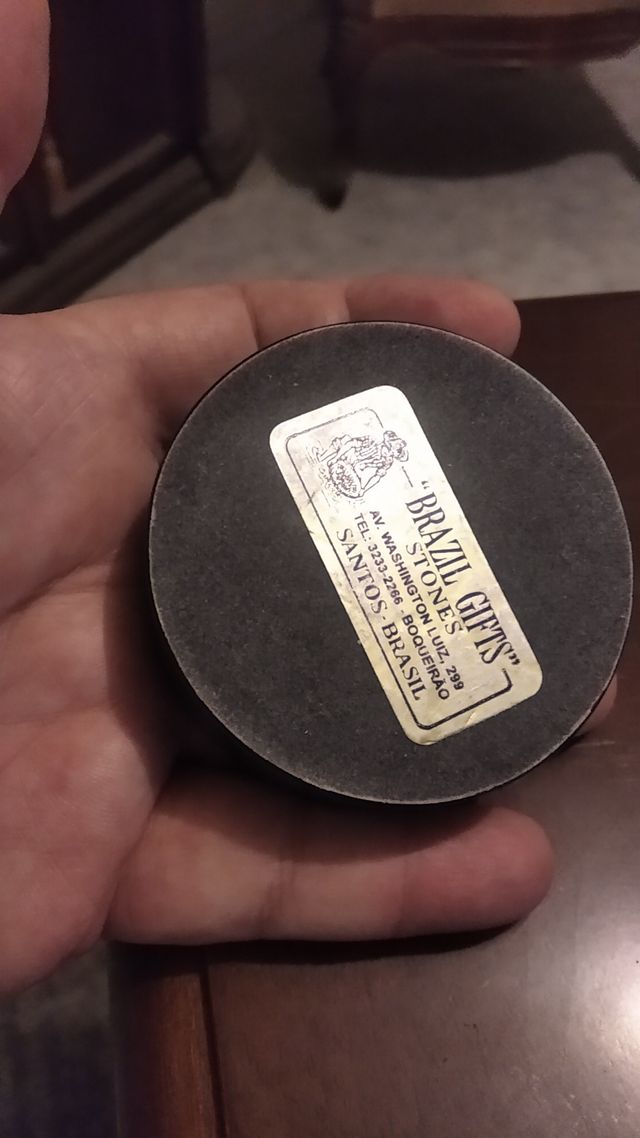 “BRAZIL GIFTS”
STONES
AV. WASHINGTON LUIZ, 299
TEL: 3233-2266 - BOQUEIRÃO
SANTOS - BRASIL